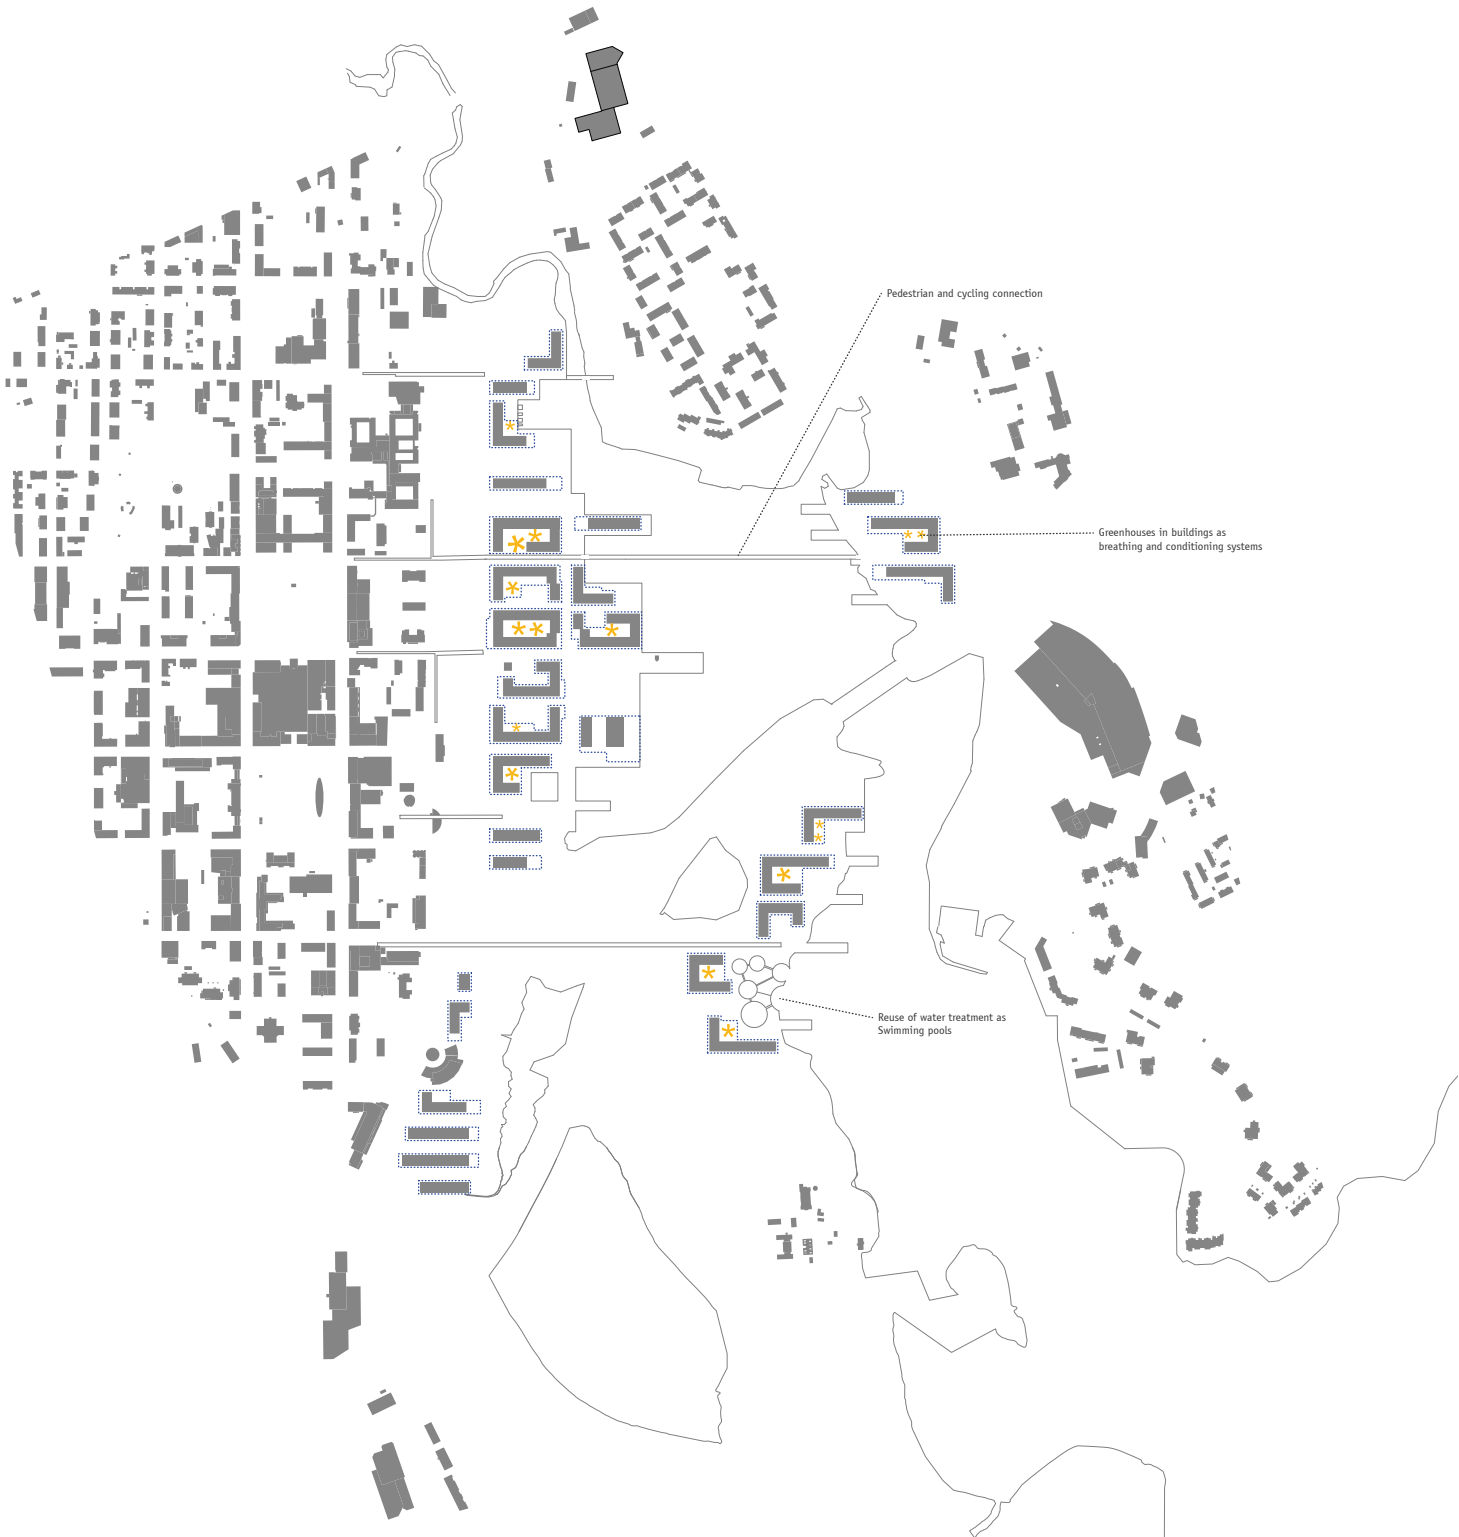 Pedestrian and cycling connection
Greenhouses in buildings as
breathing and conditioning systems
Reuse of water treatment as
Swimming pools